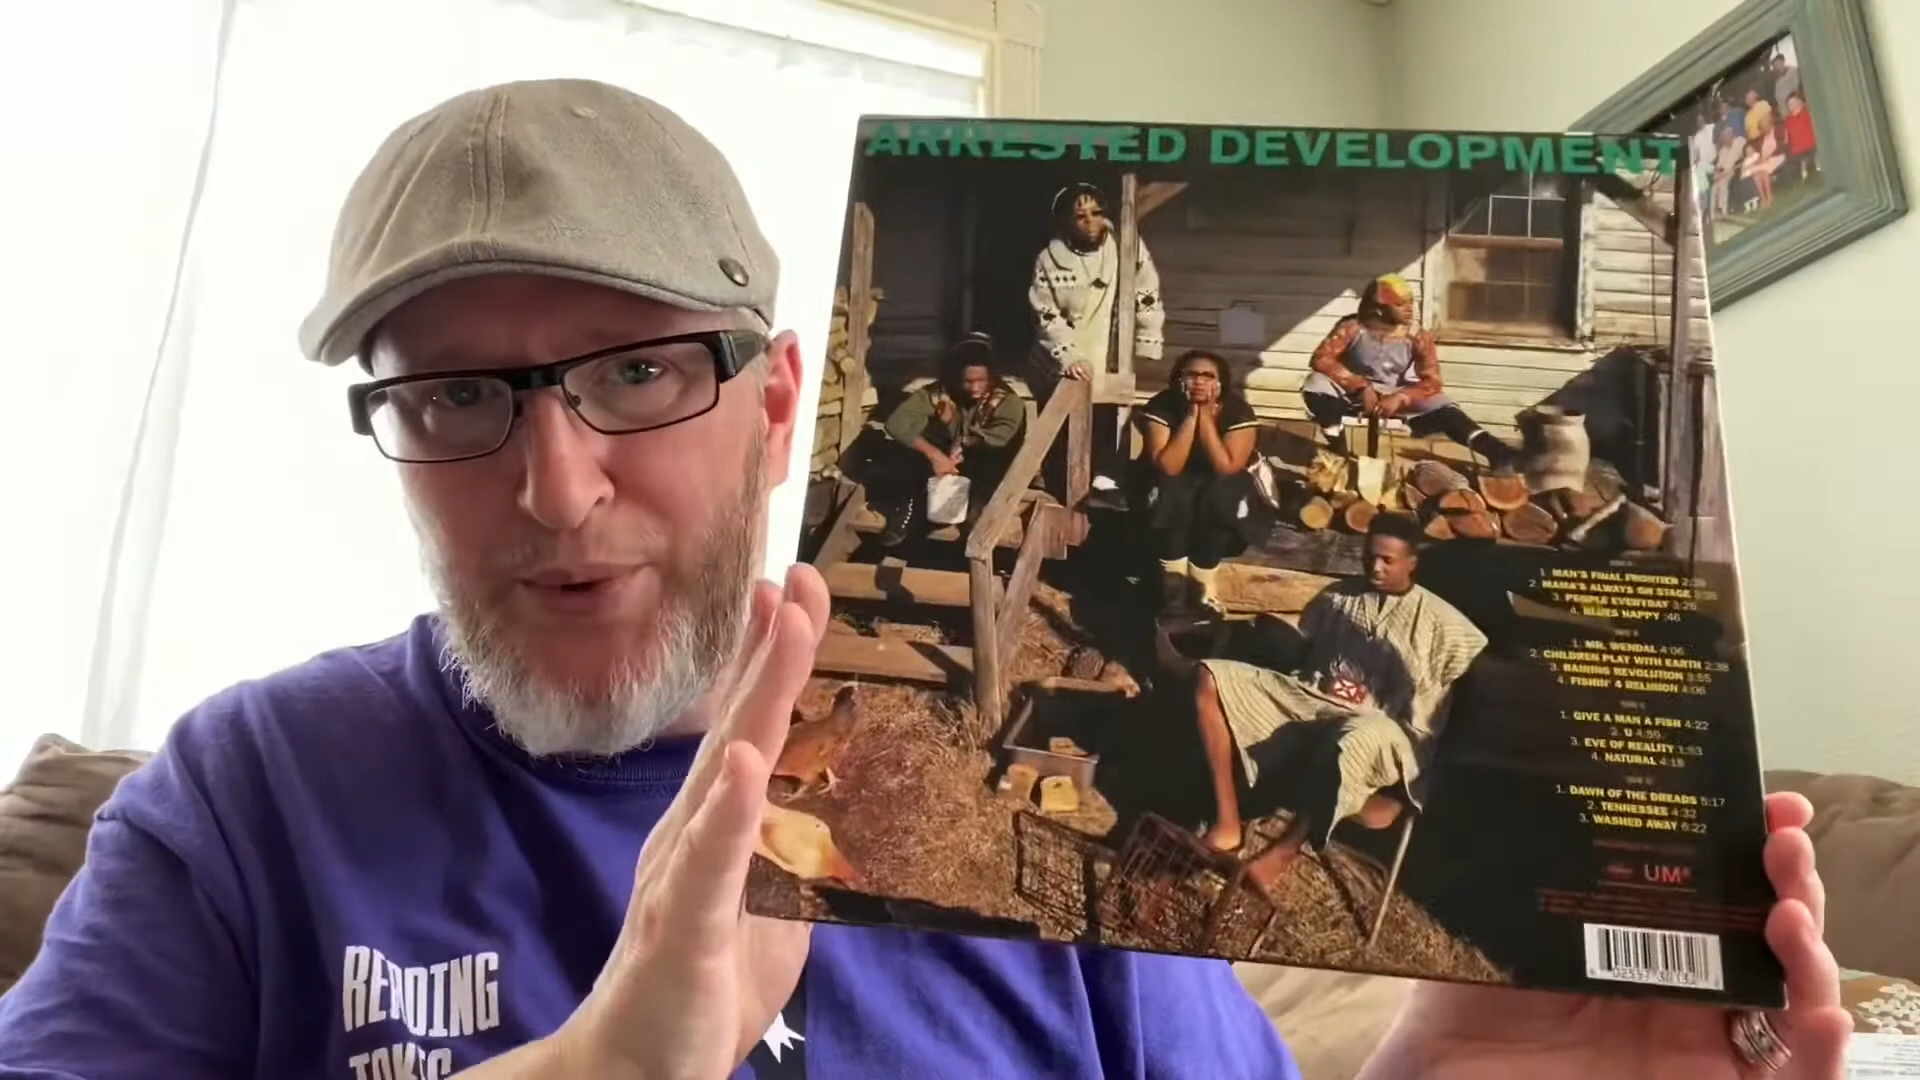 ARRESTED DEVELOPMENT
1. MAN'S FINAL FRONTIER 2:38
2. MAMA'S ALWAYS ON STAGE 3:25
3. PEOPLE EVERYDAY 3:26
4. BLUES HAPPY :46
1. MR. WENDAL 4:06
2. CHILDREN PLAY WITH EARTH 2:38
3. RAINING REVOLUTION 3:55
4. FISHIN' 4 RELIGION 4:06
1. GIVE A MAN A FISH 4:22
2. U 4:59
3. EVE OF REALITY 1:53
4. NATURAL 4:18
1. DAWN OF THE DREADS 5:17
2. TENNESSEE 4:32
3. WASHED AWAY 6:22
UMe
READING